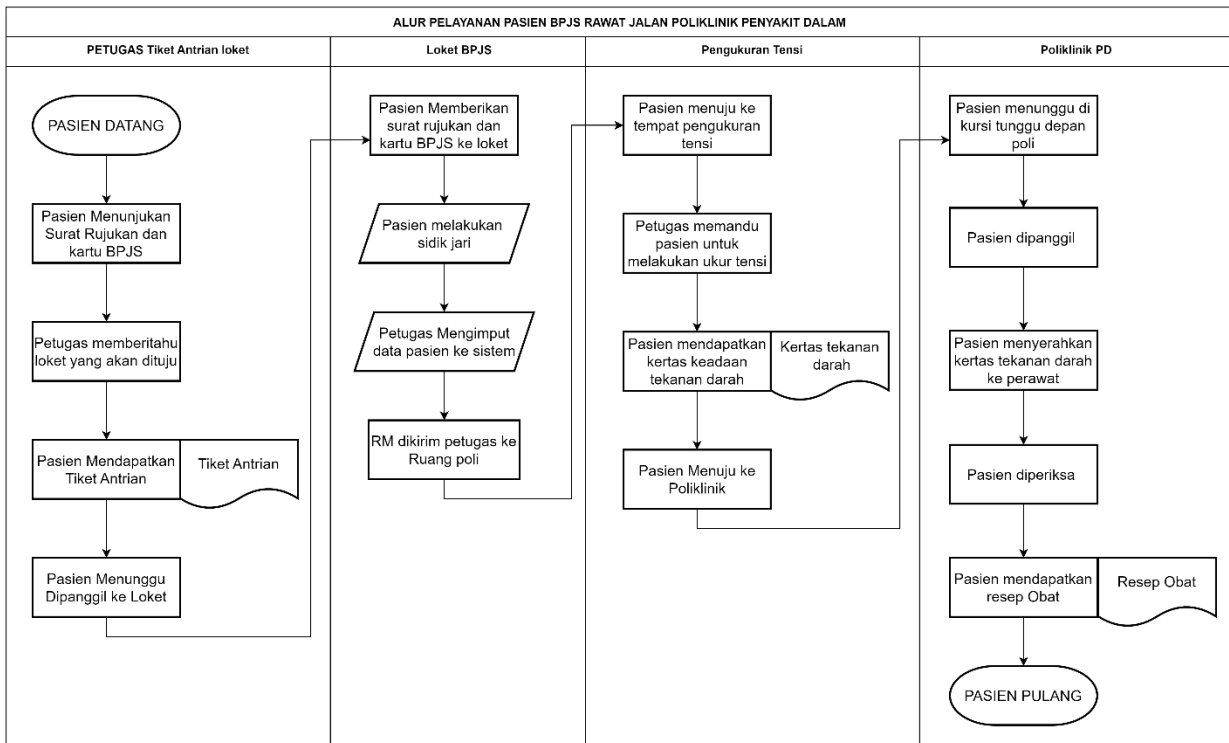 ALUR PELAYANAN PASIEN BPJS RAWAT JALAN POLIKLINIK PENYAKIT DALAM
PETUGAS Tiket Antrian loket
PASIEN DATANG
Pasien Menunjukan
Surat Rujukan dan
kartu BPJS
Petugas memberitahu
loket yang akan dituju
Pasien Mendapatkan
Tiket Antrian
Tiket Antrian
Pasien Menunggu
Dipanggil ke Loket
Loket BPJS
Pasien Memberikan
surat rujukan dan
kartu BPJS ke loket
Pasien melakukan
sidik jari
Petugas Mengimput
data pasien ke sistem
RM dikirim petugas ke
Ruang poli
Pengukuran Tensi
Pasien menuju ke
tempat pengukuran
tensi
Petugas memandu
pasien untuk
melakukan ukur tensi
Pasien mendapatkan
kertas keadaan
tekanan darah
Kertas tekanan
darah
Pasien Menuju ke
Poliklinik
Poliklinik PD
Pasien menunggu di
kursi tunggu depan
poli
Pasien dipanggil
Pasien menyerahkan
kertas tekanan darah
ke perawat
Pasien diperiksa
Pasien mendapatkan
resep Obat
Resep Obat
PASIEN PULANG